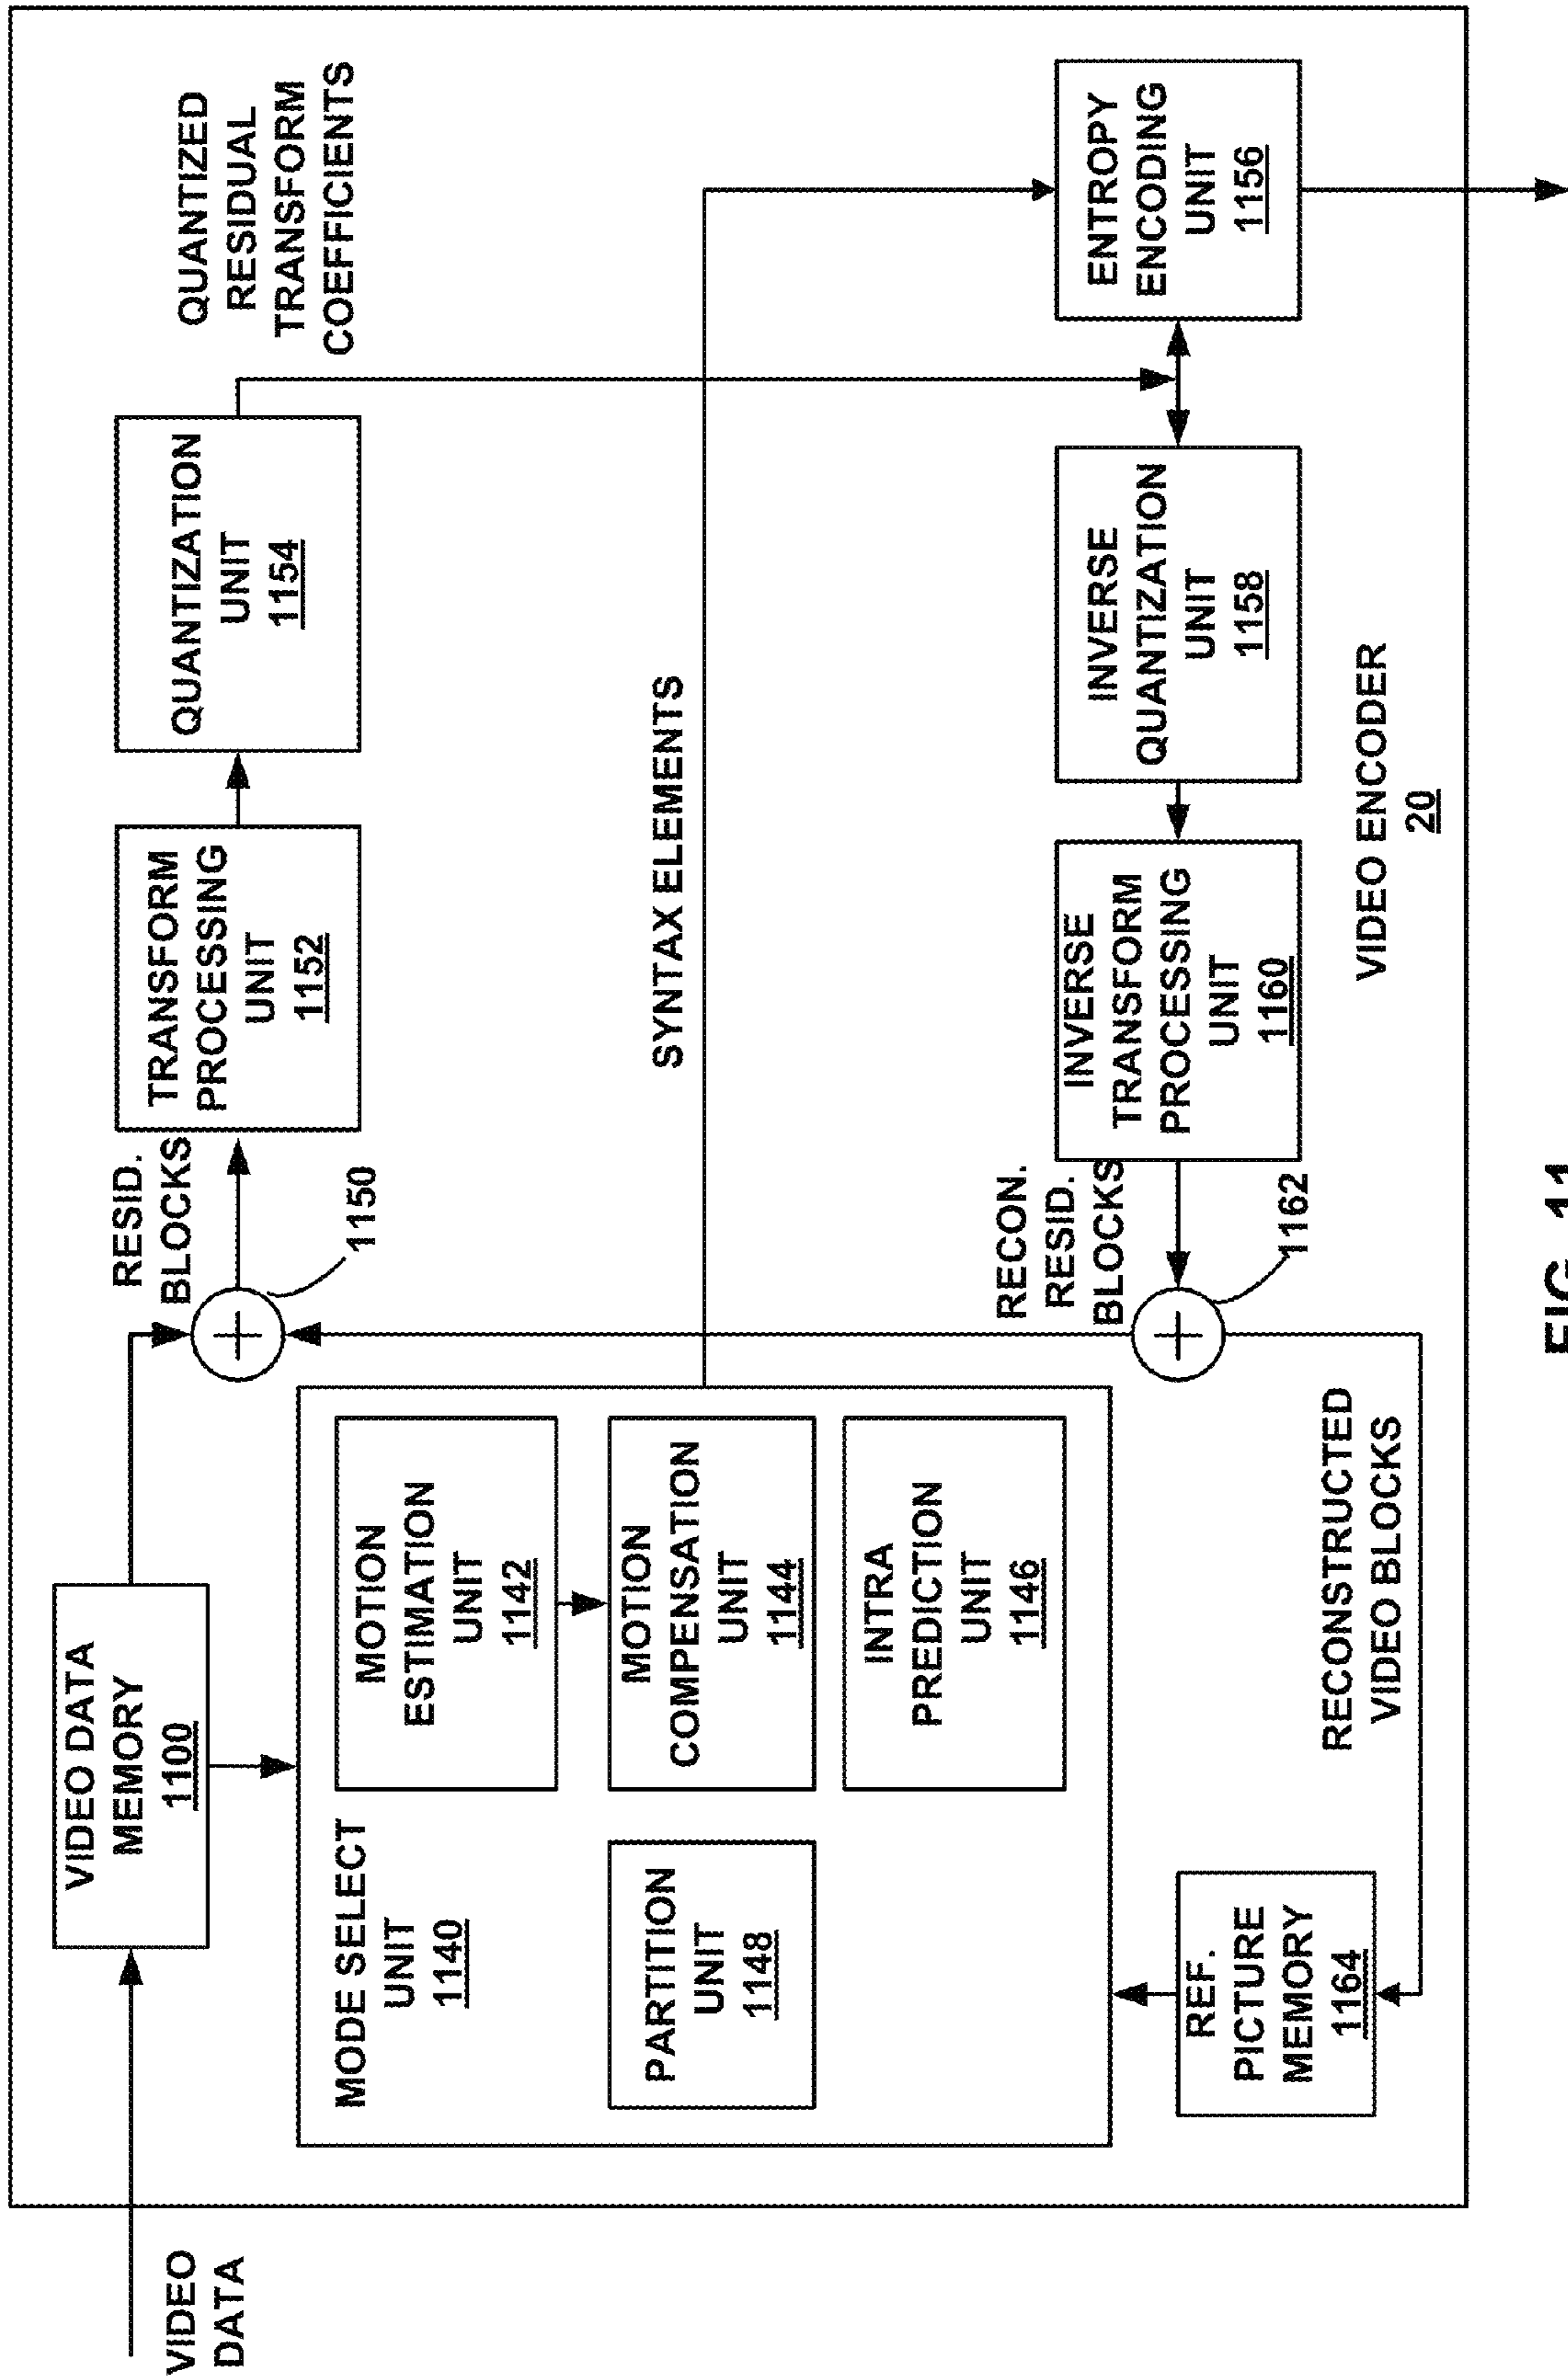 VIDEO
DATA
VIDEO DATA
MEMORY
1100
MODE SELECT
UNIT
1140
PARTITION
UNIT
1148
MOTION
ESTIMATION
UNIT
1142
MOTION
COMPENSATION
UNIT
1144
INTRA
PREDICTION
UNIT
1146
RESID.
BLOCKS
1150
TRANSFORM
PROCESSING
UNIT
1152
QUANTIZATION
UNIT
1154
QUANTIZED
RESIDUAL
TRANSFORM
COEFFICIENTS
SYNTAX ELEMENTS
REF.
PICTURE
MEMORY
1164
RECONSTRUCTED
VIDEO BLOCKS
RECON.
RESID.
BLOCKS
1162
INVERSE
TRANSFORM
PROCESSING
UNIT
1160
INVERSE
QUANTIZATION
UNIT
1158
ENTROPY
ENCODING
UNIT
1156
VIDEO ENCODER
20
FIG. 11